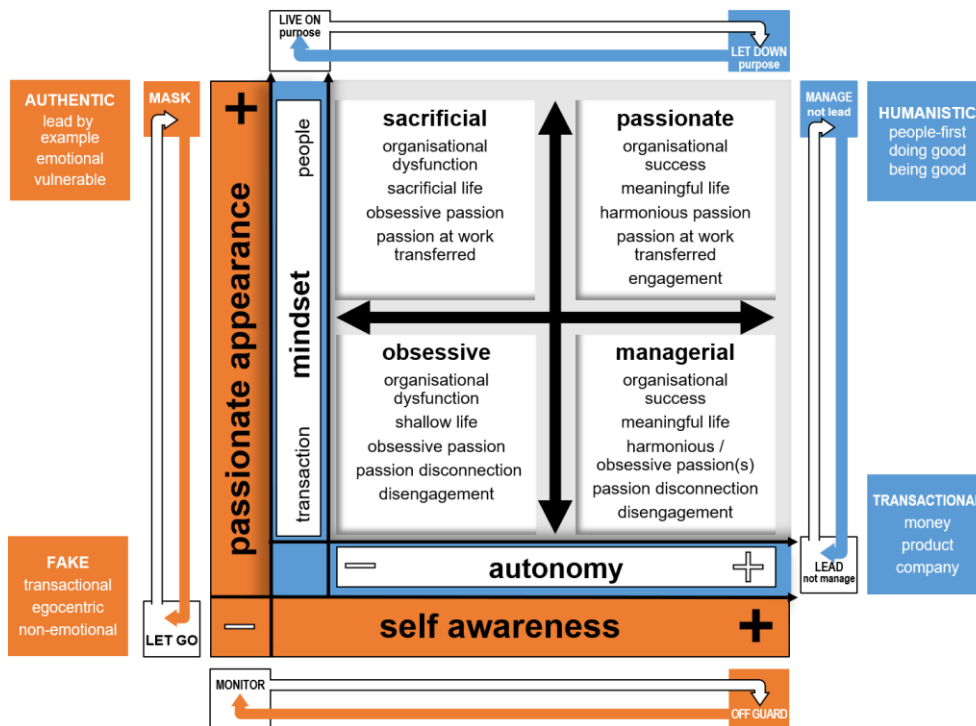 LIVE ON
purpose
LET DOWN
purpose
AUTHENTIC
lead by
example
emotional
vulnerable
MASK
+
passionate appearance
people
mindset
transaction
sacrificial
organisational
dysfunction
sacrificial life
obsessive passion
passion at work
transferred
passionate
organisational
success
meaningful life
harmonious passion
passion at work
transferred
engagement
MANAGE
not lead
HUMANISTIC
people-first
doing good
being good
obsessive
organisational
dysfunction
shallow life
obsessive passion
passion disconnection
disengagement
managerial
organisational
success
meaningful life
harmonious /
obsessive passion(s)
passion disconnection
disengagement
TRANSACTIONAL
money
product
company
FAKE
transactional
egocentric
non-emotional
LET GO
— autonomy +
LEAD
not manage
— self awareness +
MONITOR
OFF GUARD